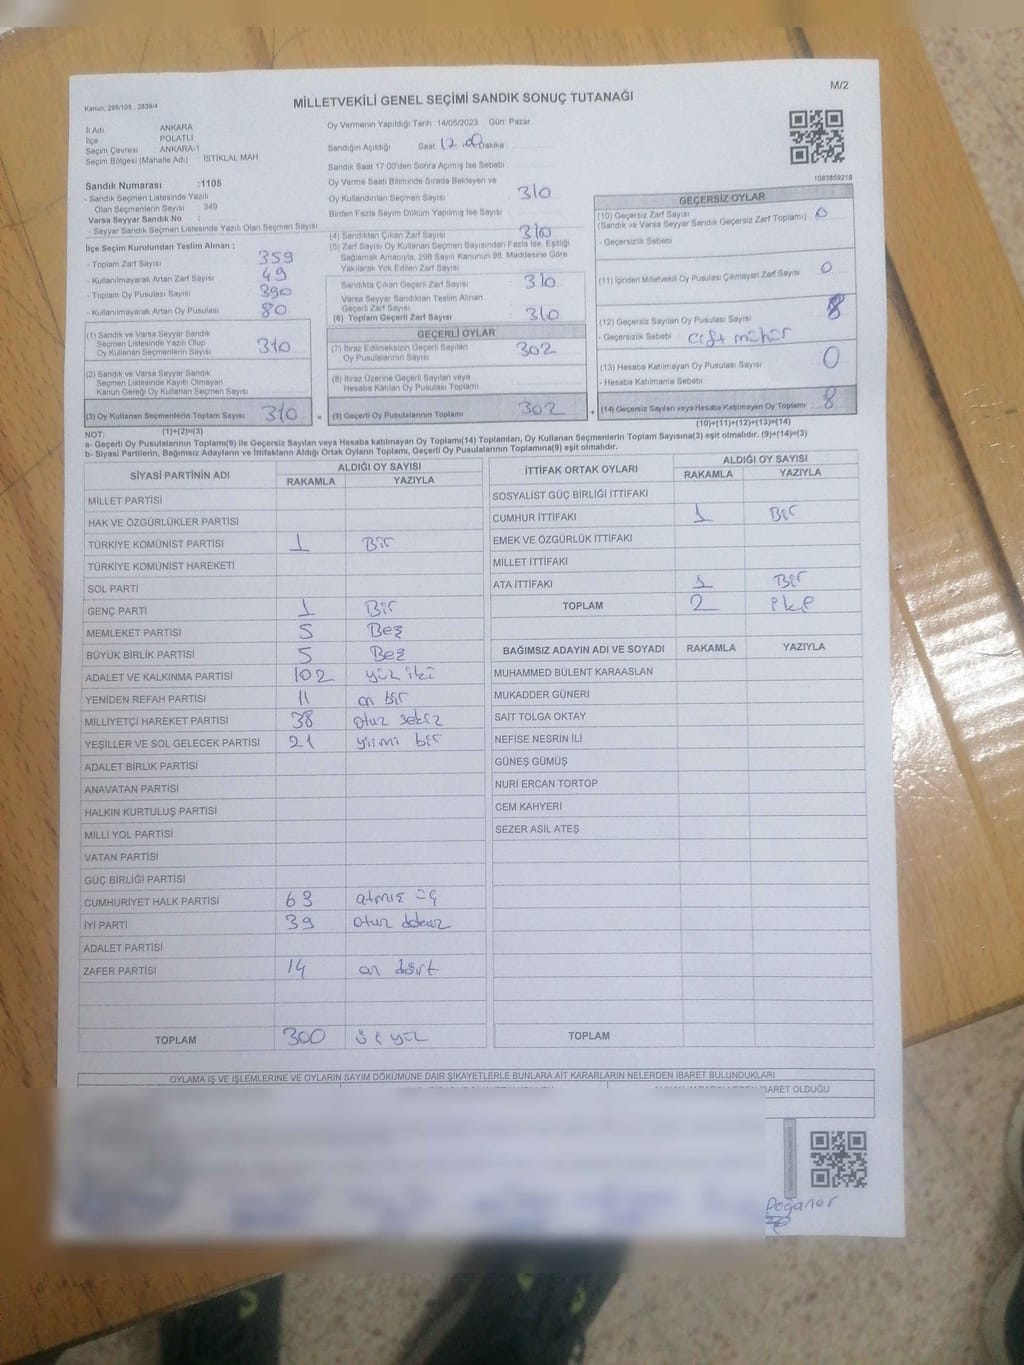 M/2
Kanun; 298/105 , 2839/4
MİLLETVEKİLİ GENEL SEÇİMİ SANDIK SONUÇ TUTANAĞI
İl Adı ANKARA
İlçe POLATLI
Seçim Çevresi ANKARA-1
Seçim Bölgesi (Mahalle Adı) İSTİKLAL MAH.
Sandık Numarası :1105
- Sandık Seçmen Listesinde Yazılı
Olan Seçmenlerin Sayısı 349
Varsa Seyyar Sandık No :
- Seyyar Sandık Seçmen Listesinde Yazılı Olan Seçmen Sayısı
İlçe Seçim Kurulundan Teslim Alınan ;
- Toplam Zarf Sayısı 359
- Kullanılmayarak Artan Zarf Sayısı 49
- Toplam Oy Pusulası Sayısı 390
- Kullanılmayarak Artan Oy Pusulası 80
(1) Sandık ve Varsa Seyyar Sandık
Seçmen Listesinde Yazılı Olup
Oy Kullanan Seçmenlerin Sayısı 310
(2) Sandık ve Varsa Seyyar Sandık
Seçmen Listesinde Kayıtlı Olmayan
Kanun Gereği Oy Kullanan Seçmen Sayısı
(3) Oy Kullanan Seçmenlerin Toplam Sayısı 310
(1)+(2)=(3)
Oy Vermenin Yapıldığı Tarih :14/05/2023 Gün: Pazar
Sandığın Açıldığı Saat 17.00 Dakika
Sandık Saat 17:00'den Sonra Açımış İse Sebebi :
Oy Verme Saati Bitiminde Sırada Bekleyen ve
Oy Kullandırılan Seçmen Sayısı : 310
Birden Fazla Sayım Döküm Yapılmış İse Sayısı :
(4) Sandıktan Çıkan Zarf Sayısı : 310
(5) Zarf Sayısı Oy Kullanan Seçmen Sayısından Fazla İse, Eşitliği
Sağlamak Amacıyla, 298 Sayılı Kanunun 98. Maddesine Göre
Yakılarak Yok Edilen Zarf Sayısı :
Sandıkta Çıkan Geçerli Zarf Sayısı : 310
Varsa Seyyar Sandıktan Teslim Alınan
Geçerli Zarf Sayısı :
(6) Toplam Geçerli Zarf Sayısı : 310
GEÇERLİ OYLAR
(7) İtiraz Edilmeksizin Geçerli Sayılan
Oy Pusulalarının Sayısı : 302
(8) İtiraz Üzerine Geçerli Sayılan veya
Hesaba Katılan Oy Pusulası Toplamı :
(9) Geçerli Oy Pusulalarının Toplamı : 302
1083859219
GEÇERSİZ OYLAR
(10) Geçersiz Zarf Sayısı : 0
(Sandık ve Varsa Seyyar Sandık Geçersiz Zarf Toplamı)
- Geçersizlik Sebebi :
(11) İçinden Milletvekili Oy Pusulası Çıkmayan Zarf Sayısı : 0
(12) Geçersiz Sayılan Oy Pusulası Sayısı : 8
- Geçersizlik Sebebi : çift mühür
(13) Hesaba Katılmayan Oy Pusulası Sayısı : 0
- Hesaba Katılmama Sebebi :
(14) Geçersiz Sayılan veya Hesaba Katılmayan Oy Toplamı : 8
(10)+(11)+(12)+(13)=(14)
NOT:
a- Geçerli Oy Pusulalarının Toplamı(9) ile Geçersiz Sayılan veya Hesaba katılmayan Oy Toplamı(14) Toplamları, Oy Kullanan Seçmenlerin Toplam Sayısına(3) eşit olmalıdır. (9)+(14)=(3)
b- Siyasi Partilerin, Bağımsız Adayların ve İttifakların Aldığı Ortak Oyların Toplamı, Geçerli Oy Pusulalarının Toplamına(9) eşit olmalıdır.
SİYASİ PARTİNİN ADI ALDIĞI OY SAYISI
RAKAMLA YAZIYLA
MİLLET PARTİSİ
HAK VE ÖZGÜRLÜKLER PARTİSİ
TÜRKİYE KOMÜNİST PARTİSİ 1 Bir
TÜRKİYE KOMÜNİST HAREKETİ
SOL PARTİ
GENÇ PARTİ 1 Bir
MEMLEKET PARTİSİ 5 Beş
BÜYÜK BİRLİK PARTİSİ 5 Beş
ADALET VE KALKINMA PARTİSİ 102 yüz iki
YENİDEN REFAH PARTİSİ 11 on bir
MİLLİYETÇİ HAREKET PARTİSİ 38 otuz sekiz
YEŞİLLER VE SOL GELECEK PARTİSİ 21 yirmi bir
ADALET BİRLİK PARTİSİ
ANAVATAN PARTİSİ
HALKIN KURTULUŞ PARTİSİ
MİLLİ YOL PARTİSİ
VATAN PARTİSİ
GÜÇ BİRLİĞİ PARTİSİ
CUMHURİYET HALK PARTİSİ 63 atmış üç
İYİ PARTİ 39 otuz dokuz
ADALET PARTİSİ
ZAFER PARTİSİ 14 on dört
TOPLAM 300 üç yüz
İTTİFAK ORTAK OYLARI ALDIĞI OY SAYISI
RAKAMLA YAZIYLA
SOSYALİST GÜÇ BİRLİĞİ İTTİFAKI
CUMHUR İTTİFAKI 1 Bir
EMEK VE ÖZGÜRLÜK İTTİFAKI
MİLLET İTTİFAKI
ATA İTTİFAKI 1 Bir
TOPLAM 2 iki
BAĞIMSIZ ADAYIN ADI VE SOYADI RAKAMLA YAZIYLA
MUHAMMED BÜLENT KARAASLAN
MUKADDER GÜNERİ
SAİT TOLGA OKTAY
NEFİSE NESRİN İLİ
GÜNEŞ GÜMÜŞ
NURİ ERCAN TORTOP
CEM KAHYERİ
SEZER ASİL ATEŞ
TOPLAM
OYLAMA İŞ VE İŞLEMLERİNE VE OYLARIN SAYIM DÖKÜMÜNE DAİR ŞİKAYETLERLE BUNLARA AİT KARARLARIN NELERDEN İBARET BULUNDUKLARI
İBARET OLDUĞU
Doğaner